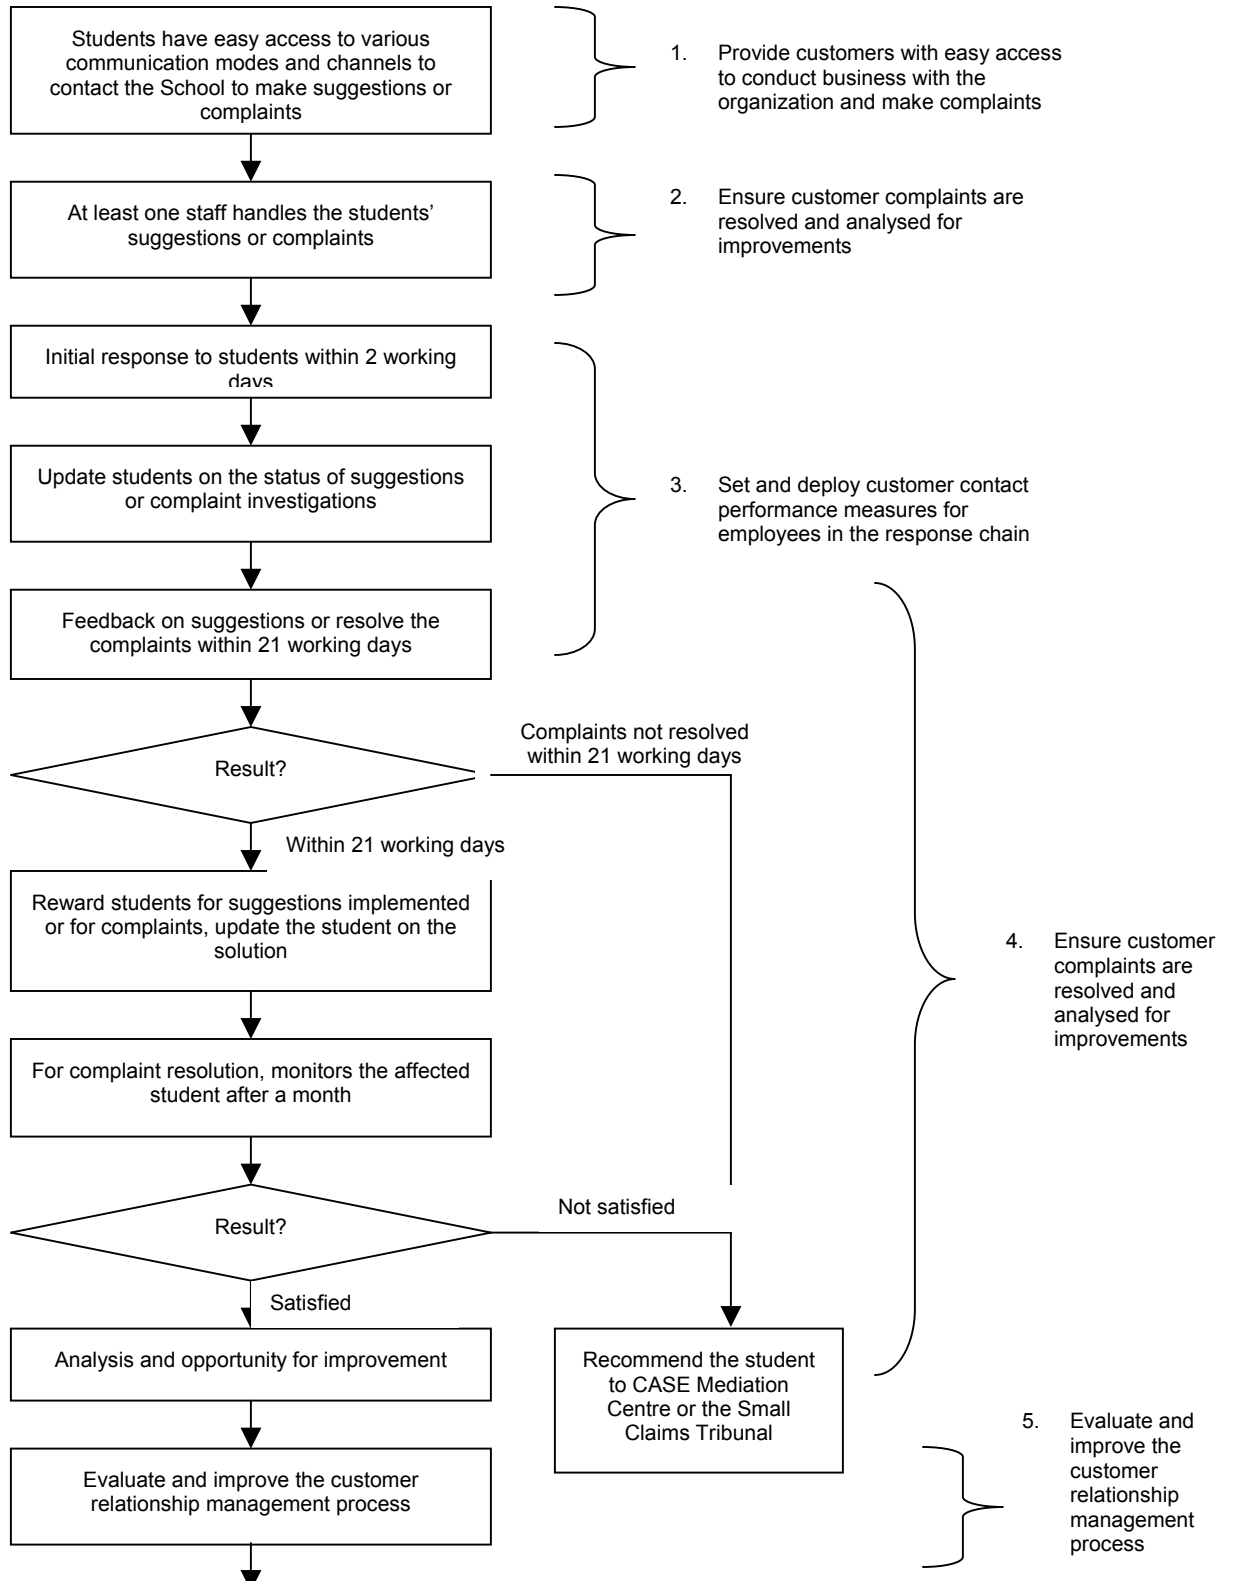 Students have easy access to various
communication modes and channels to
contact the School to make suggestions or
complaints
1. Provide customers with easy access
to conduct business with the
organization and make complaints
At least one staff handles the students’
suggestions or complaints
2. Ensure customer complaints are
resolved and analysed for
improvements
Initial response to students within 2 working
days
Update students on the status of suggestions
or complaint investigations
3. Set and deploy customer contact
performance measures for
employees in the response chain
Feedback on suggestions or resolve the
complaints within 21 working days
Result?
Complaints not resolved
within 21 working days
Within 21 working days
Reward students for suggestions implemented
or for complaints, update the student on the
solution
4. Ensure customer
complaints are
resolved and
analysed for
improvements
For complaint resolution, monitors the affected
student after a month
Result?
Not satisfied
Satisfied
Analysis and opportunity for improvement
Recommend the student
to CASE Mediation
Centre or the Small
Claims Tribunal
5. Evaluate and
improve the
customer
relationship
management
process
Evaluate and improve the customer
relationship management process